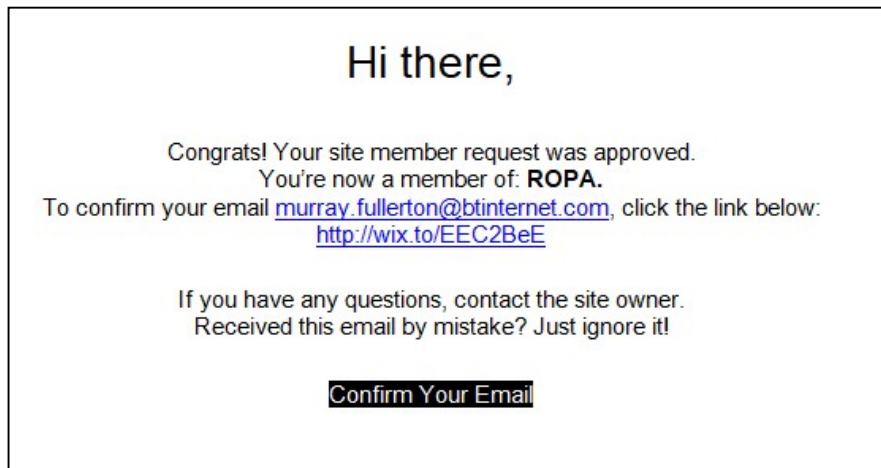 Hi there,
Congrats! Your site member request was approved.
You're now a member of: ROPA.
To confirm your email murray.fullerton@btinternet.com, click the link below:
http://wix.to/EEC2BeE
If you have any questions, contact the site owner.
Received this email by mistake? Just ignore it!
Confirm Your Email